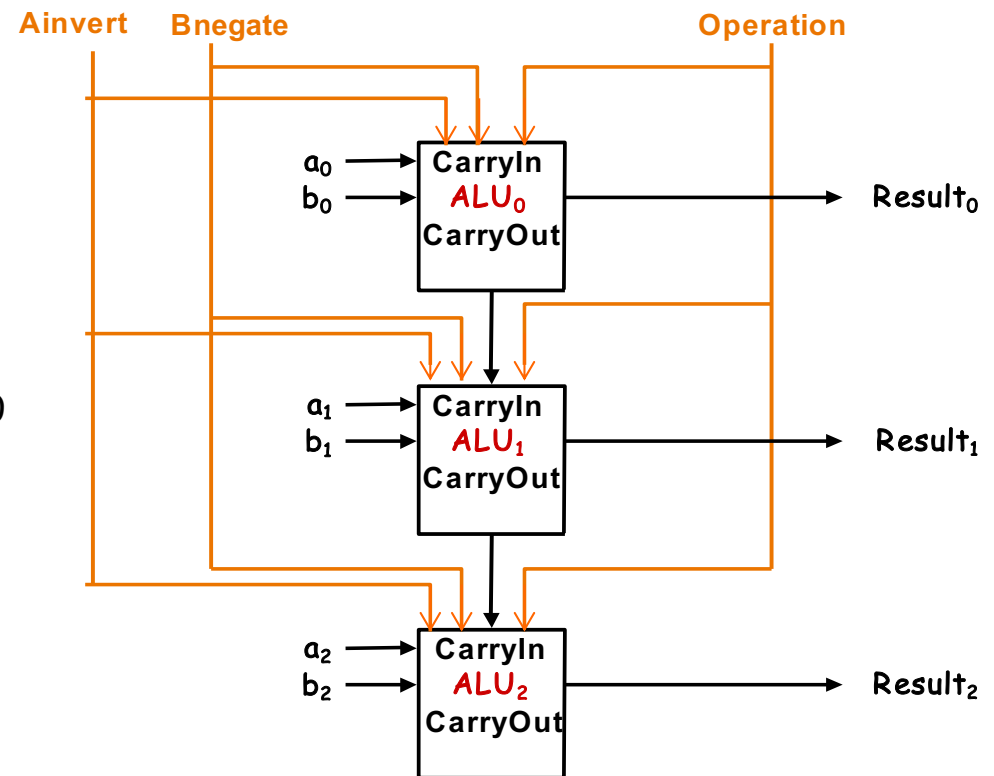 Ainvert Bnegate Operation
a₀ CarryIn
b₀ ALU₀ Result₀
CarryOut
a₁ CarryIn
b₁ ALU₁ Result₁
CarryOut
a₂ CarryIn
b₂ ALU₂ Result₂
CarryOut